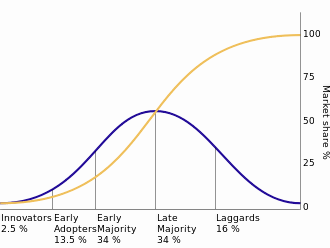 100
75
50
25
0
Market share %
Innovators
2.5 %
Early
Adopters
13.5 %
Early
Majority
34 %
Late
Majority
34 %
Laggards
16 %